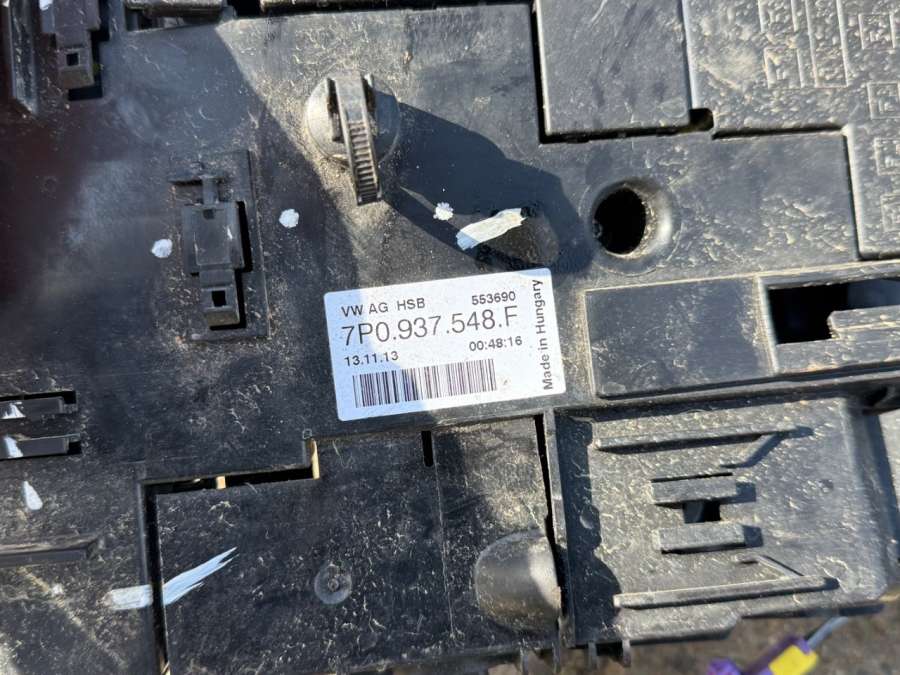 VW AG HSB 553690
7P0.937.548.F
13.11.13 00:48:16
Made in Hungary